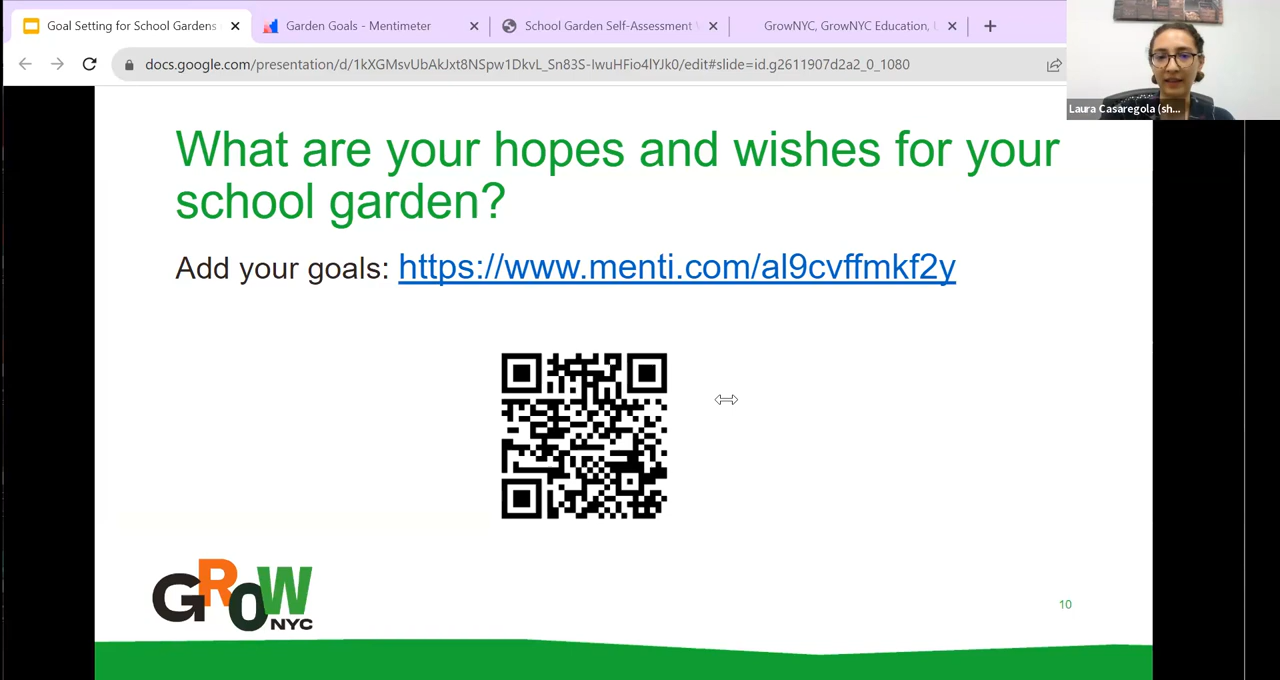 Goal Setting for School Gardens
Garden Goals - Mentimeter
School Garden Self-Assessment
GrowNYC, GrowNYC Education,
docs.google.com/presentation/d/1kXGMsvUbAkJxt8NSpw1DkvL_Sn83S-IwuHFio4lYJk0/edit#slide=id.g2611907d2a2_0_1080
Laura Casaregola (sh...
What are your hopes and wishes for your
school garden?
Add your goals: https://www.menti.com/al9cvffmkf2y
GROW
NYC
10